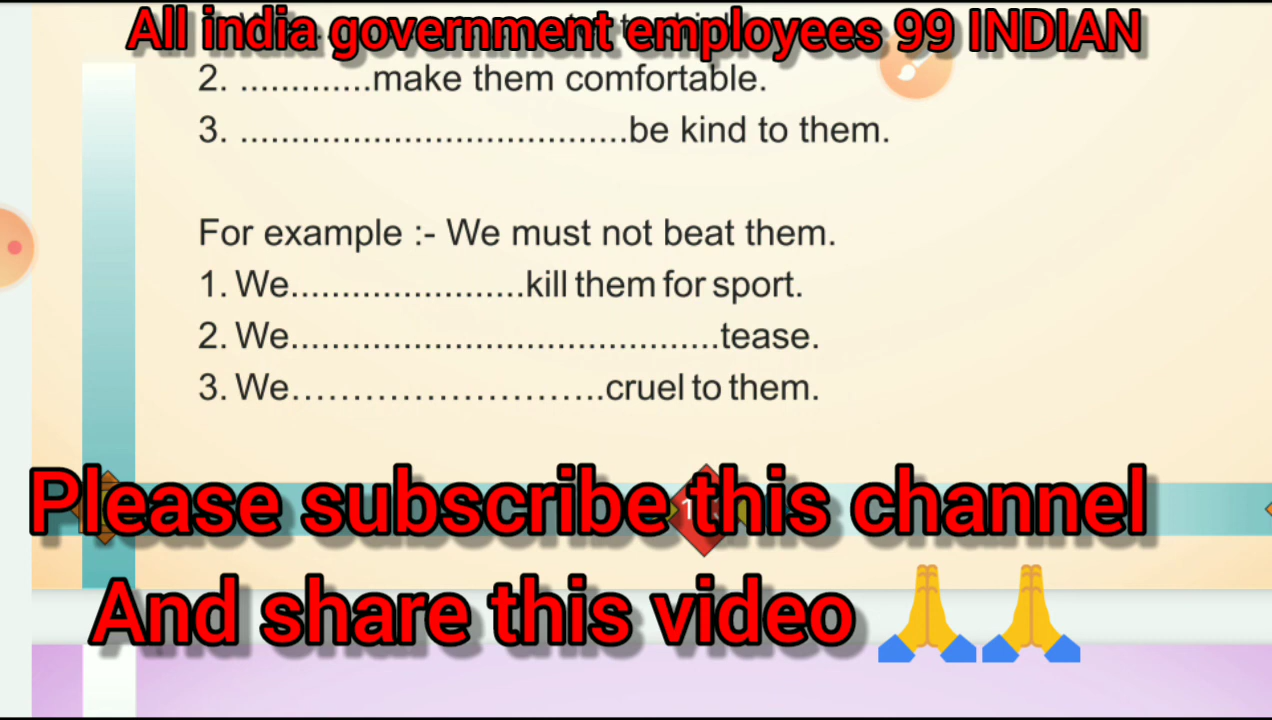 All india government employees 99 INDIAN
2. .............make them comfortable.
3. ......................................be kind to them.
For example :- We must not beat them.
1. We.......................kill them for sport.
2. We..........................................tease.
3. We……………………………..cruel to them.
Please subscribe this channel
And share this video 🙏🙏